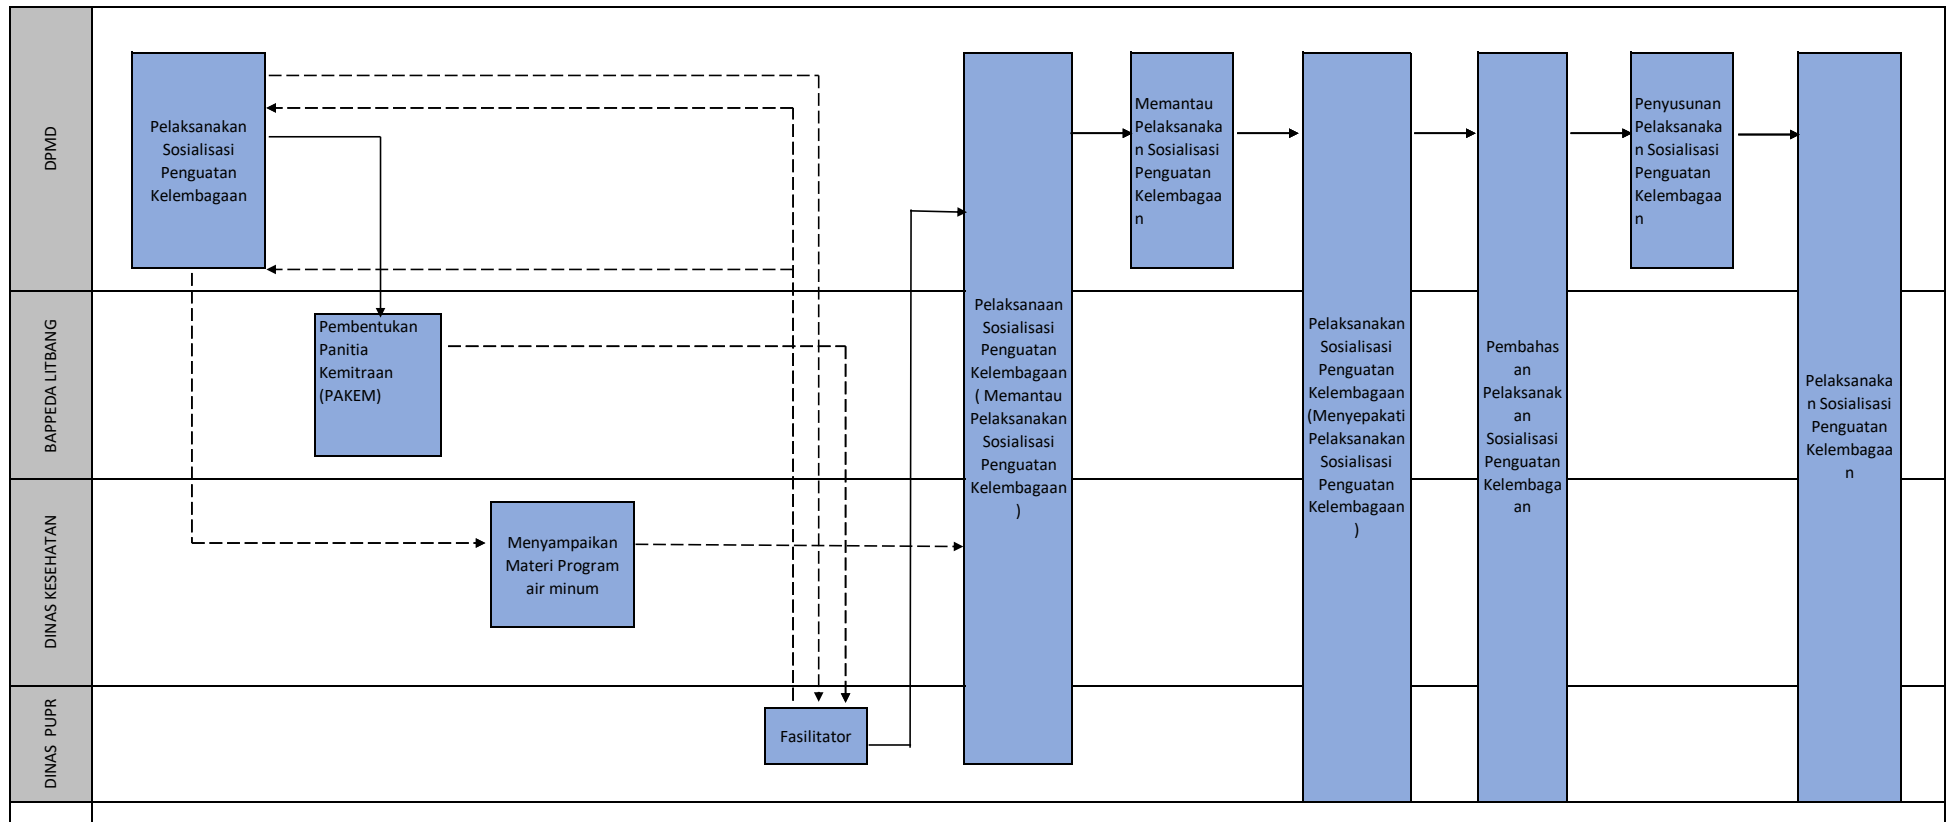 DPMD
Pelaksanakan
Sosialisasi
Penguatan
Kelembagaan
Memantau
Pelaksanaka
n Sosialisasi
Penguatan
Kelembagaa
n
Penyusunan
Pelaksanaka
n Sosialisasi
Penguatan
Kelembagaa
n
BAPPEDA LITBANG
Pembentukan
Panitia
Kemitraan
(PAKEM)
Pelaksanaan
Sosialisasi
Penguatan
Kelembagaan
( Memantau
Pelaksanakan
Sosialisasi
Penguatan
Kelembagaan
)
Pelaksanakan
Sosialisasi
Penguatan
Kelembagaan
(Menyepakati
Pelaksanakan
Sosialisasi
Penguatan
Kelembagaan
)
Pembahas
an
Pelaksanak
an
Sosialisasi
Penguatan
Kelembaga
an
Pelaksanaka
n Sosialisasi
Penguatan
Kelembagaa
n
DINAS KESEHATAN
Menyampaikan
Materi Program
air minum
DINAS PUPR
Fasilitator